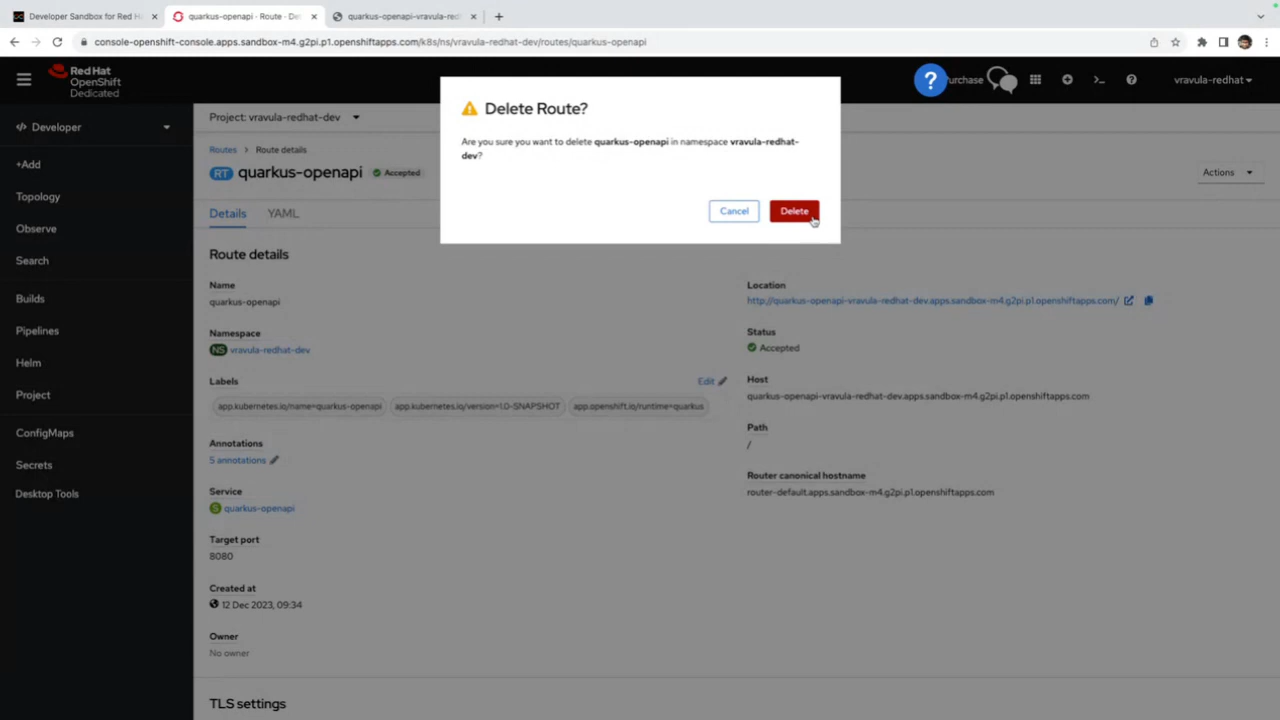 Developer Sandbox for Red H
quarkus-openapi · Route · De
quarkus-openapi-vravula-red
console-openshift-console.apps.sandbox-m4.g2pi.p1.openshiftapps.com/k8s/ns/vravula-redhat-dev/routes/quarkus-openapi
Red Hat
OpenShift
Dedicated
?
urchase
vravula-redhat
Developer
+Add
Topology
Observe
Search
Builds
Pipelines
Helm
Project
ConfigMaps
Secrets
Desktop Tools
Project: vravula-redhat-dev
Routes > Route details
RT quarkus-openapi
Accepted
Actions
Delete Route?
Are you sure you want to delete quarkus-openapi in namespace vravula-redhat-
dev?
Cancel
Delete
Details
YAML
Route details
Name
quarkus-openapi
Namespace
NS vravula-redhat-dev
Labels
Edit
app.kubernetes.io/name=quarkus-openapi
app.kubernetes.io/version=1.0-SNAPSHOT
app.openshift.io/runtime=quarkus
Annotations
5 annotations
Service
S quarkus-openapi
Target port
8080
Created at
12 Dec 2023, 09:34
Owner
No owner
Location
http://quarkus-openapi-vravula-redhat-dev.apps.sandbox-m4.g2pi.p1.openshiftapps.com/
Status
Accepted
Host
quarkus-openapi-vravula-redhat-dev.apps.sandbox-m4.g2pi.p1.openshiftapps.com
Path
/
Router canonical hostname
router-default.apps.sandbox-m4.g2pi.p1.openshiftapps.com
TLS settings